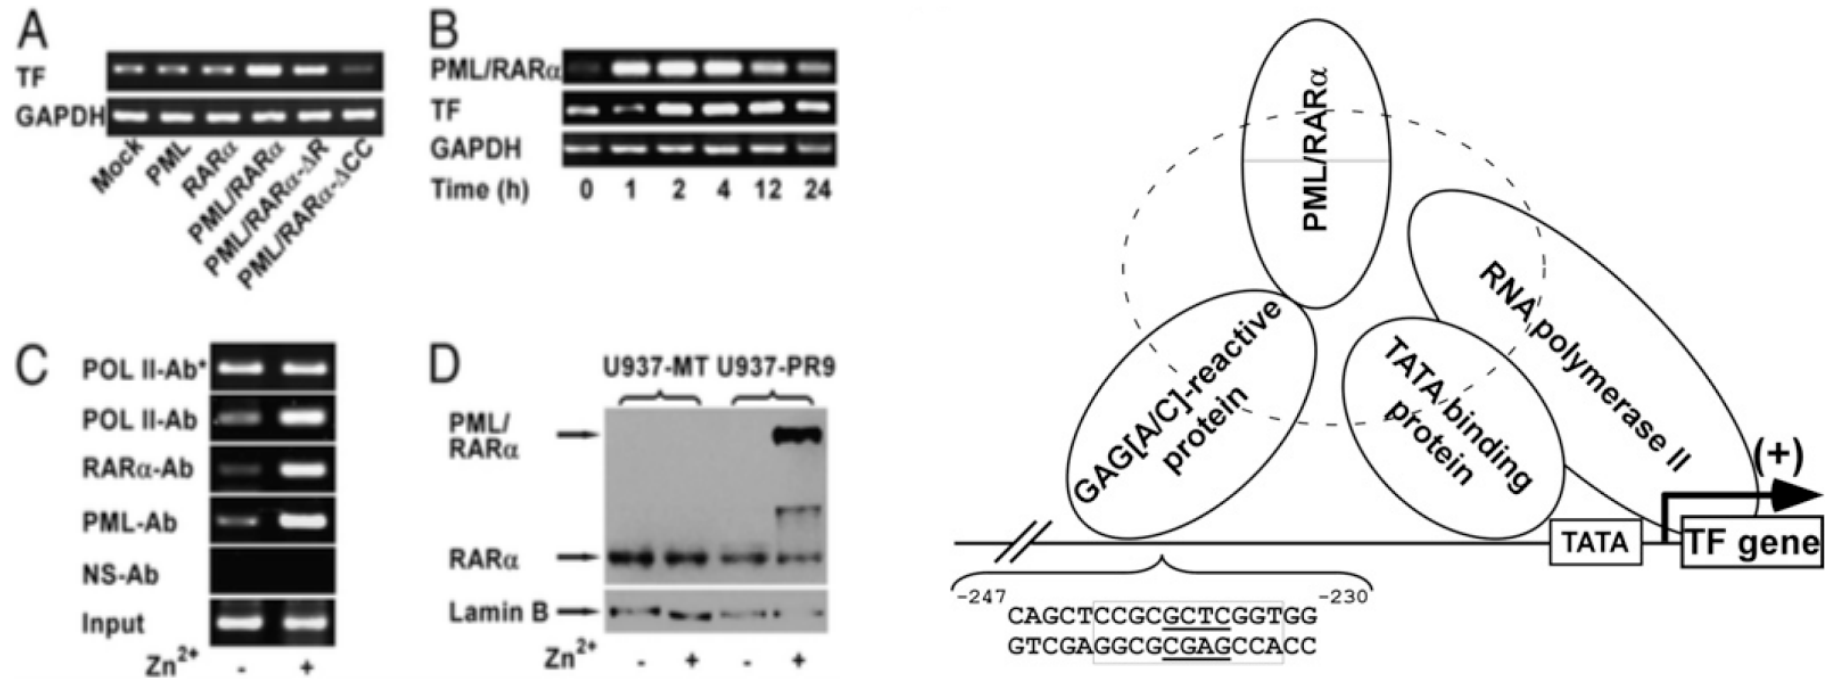 A
TF
GAPDH
Mock
PML
RARα
PML/RARα
PML/RARα-ΔR
PML/RARα-ΔCC
B
PML/RARα
TF
GAPDH
Time (h) 0 1 2 4 12 24
C
POL II-Ab*
POL II-Ab
RARα-Ab
PML-Ab
NS-Ab
Input
Zn2+ - +
D
U937-MT U937-PR9
PML/
RARα
RARα
Lamin B
Zn2+ - + - +
PML/RARα
GAG[A/C]-reactive
protein
TATA binding
protein
RNA polymerase II
(+)
TATA
TF gene
-247
-230
CAGCTCCGCGCTCGGTGG
GTCGAGGCGCGAGCCACC